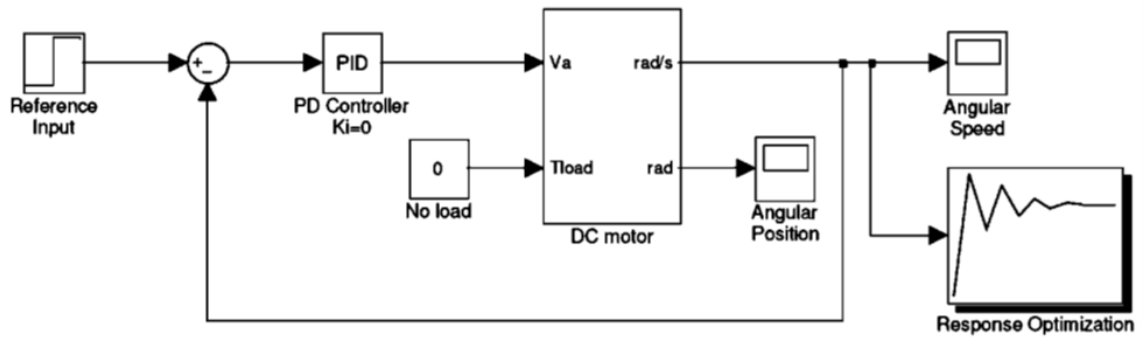 Reference
Input
+
−
PID
PD Controller
Ki=0
0
No load
Va
rad/s
Tload
rad
DC motor
Angular
Position
Angular
Speed
Response Optimization